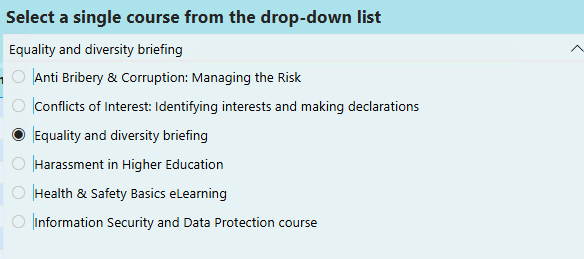 Select a single course from the drop-down list
Equality and diversity briefing
Anti Bribery & Corruption: Managing the Risk
Conflicts of Interest: Identifying interests and making declarations
Equality and diversity briefing
Harassment in Higher Education
Health & Safety Basics eLearning
Information Security and Data Protection course